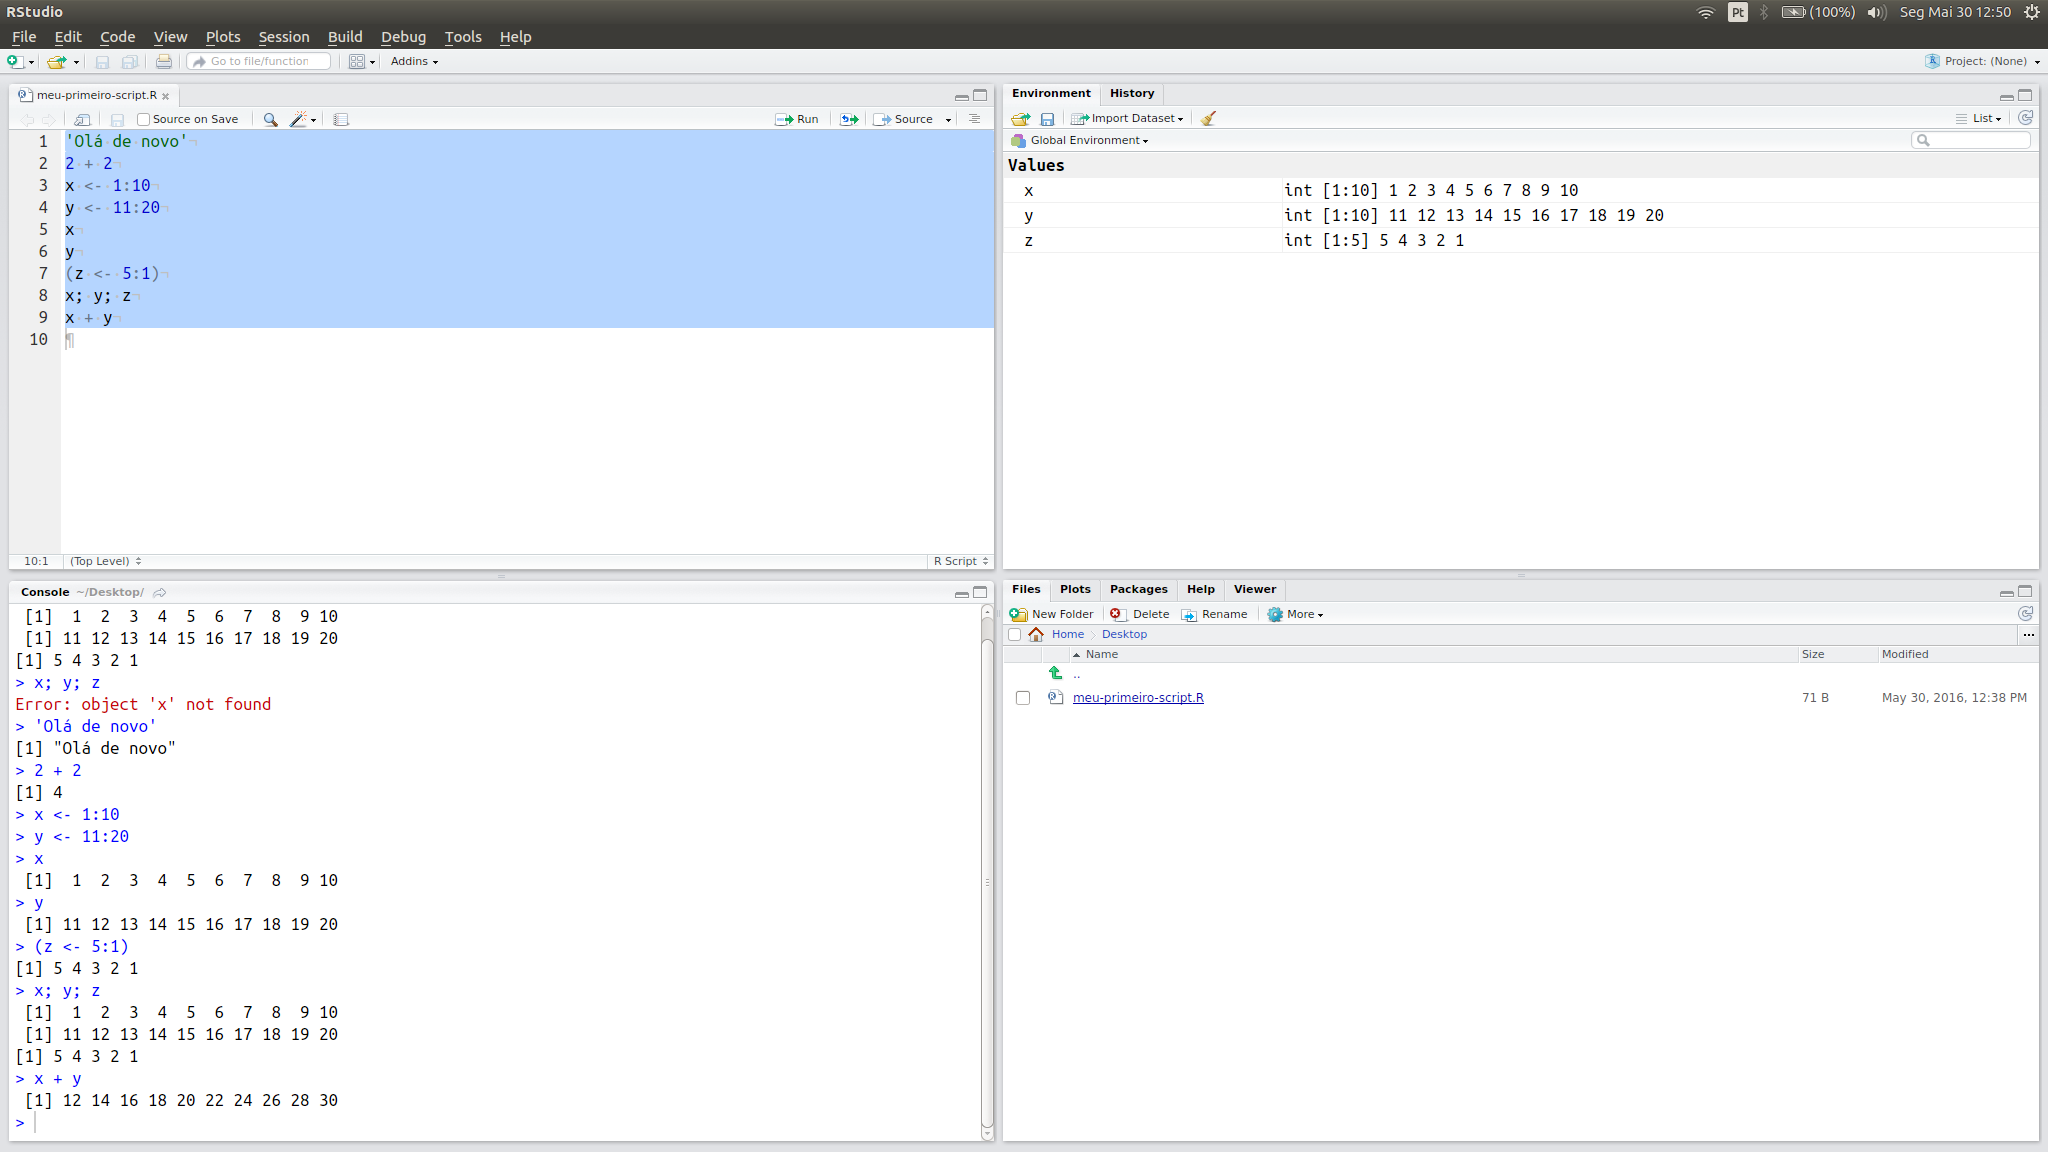 RStudio
Pt (100%) Seg Mai 30 12:50
File Edit Code View Plots Session Build Debug Tools Help
Go to file/function Addins Project: (None)
meu-primeiro-script.R
Source on Save Run Source
1 'Olá de novo'
2 2 + 2
3 x <- 1:10
4 y <- 11:20
5 x
6 y
7 (z <- 5:1)
8 x; y; z
9 x + y
10
10:1 (Top Level) R Script
Environment History
Import Dataset List
Global Environment
Values
x int [1:10] 1 2 3 4 5 6 7 8 9 10
y int [1:10] 11 12 13 14 15 16 17 18 19 20
z int [1:5] 5 4 3 2 1
Console ~/Desktop/
[1] 1 2 3 4 5 6 7 8 9 10
[1] 11 12 13 14 15 16 17 18 19 20
[1] 5 4 3 2 1
> x; y; z
Error: object 'x' not found
> 'Olá de novo'
[1] "Olá de novo"
> 2 + 2
[1] 4
> x <- 1:10
> y <- 11:20
> x
[1] 1 2 3 4 5 6 7 8 9 10
> y
[1] 11 12 13 14 15 16 17 18 19 20
> (z <- 5:1)
[1] 5 4 3 2 1
> x; y; z
[1] 1 2 3 4 5 6 7 8 9 10
[1] 11 12 13 14 15 16 17 18 19 20
[1] 5 4 3 2 1
> x + y
[1] 12 14 16 18 20 22 24 26 28 30
>
Files Plots Packages Help Viewer
New Folder Delete Rename More
Home Desktop ...
Name Size Modified
..
meu-primeiro-script.R 71 B May 30, 2016, 12:38 PM